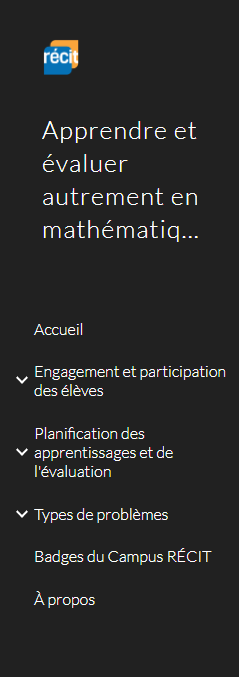 récit
Apprendre et
évaluer
autrement en
mathématiq...
Accueil
Engagement et participation
des élèves
Planification des
apprentissages et de
l'évaluation
Types de problèmes
Badges du Campus RÉCIT
À propos